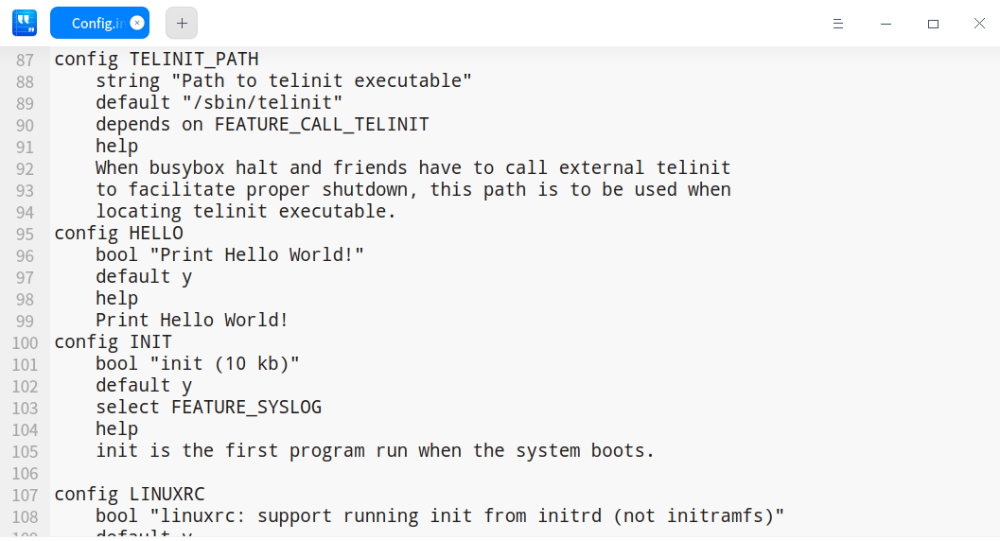 Config.in
87 config TELINIT_PATH
88 string "Path to telinit executable"
89 default "/sbin/telinit"
90 depends on FEATURE_CALL_TELINIT
91 help
92 When busybox halt and friends have to call external telinit
93 to facilitate proper shutdown, this path is to be used when
94 locating telinit executable.
95 config HELLO
96 bool "Print Hello World!"
97 default y
98 help
99 Print Hello World!
100 config INIT
101 bool "init (10 kb)"
102 default y
103 select FEATURE_SYSLOG
104 help
105 init is the first program run when the system boots.
106
107 config LINUXRC
108 bool "linuxrc: support running init from initrd (not initramfs)"
109 default y